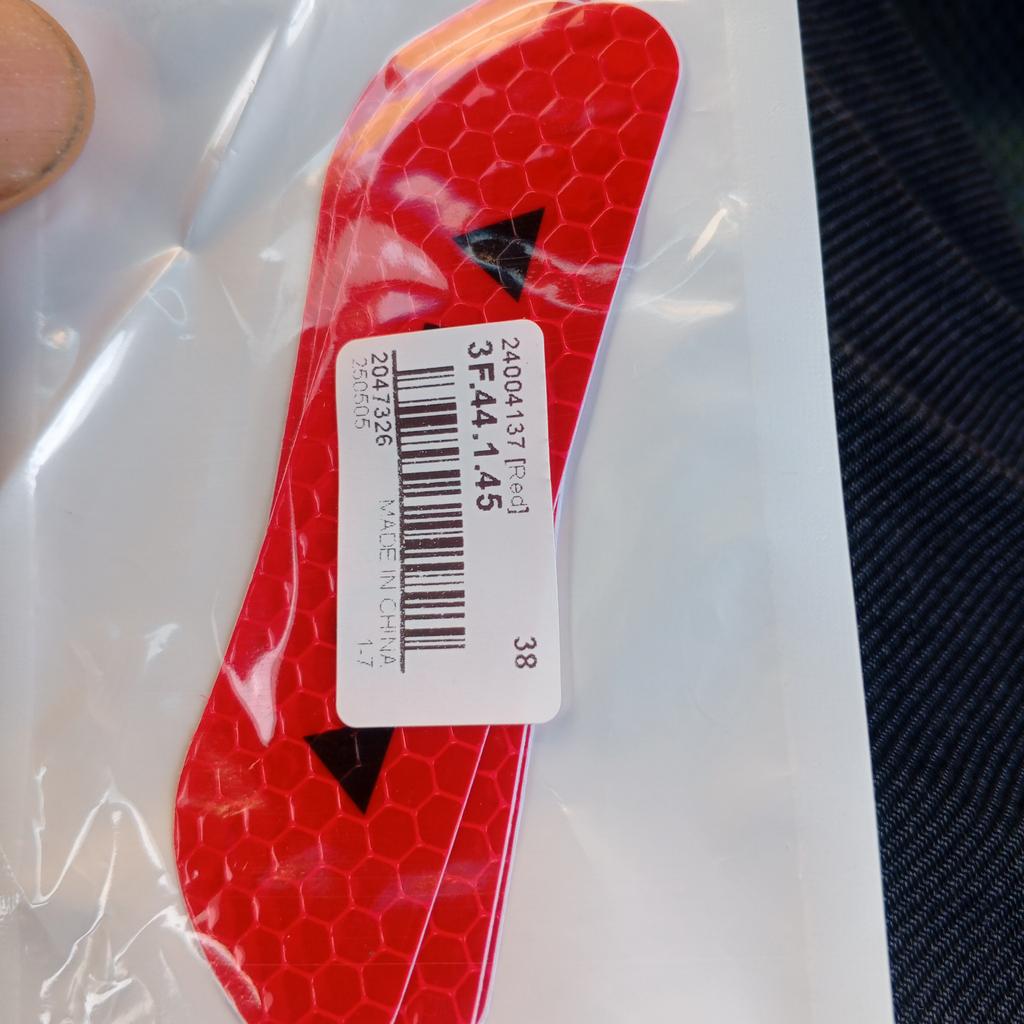 24004137 [Red]
3F.44.1.45
38
2047326
MADE IN CHINA
250505
1-7